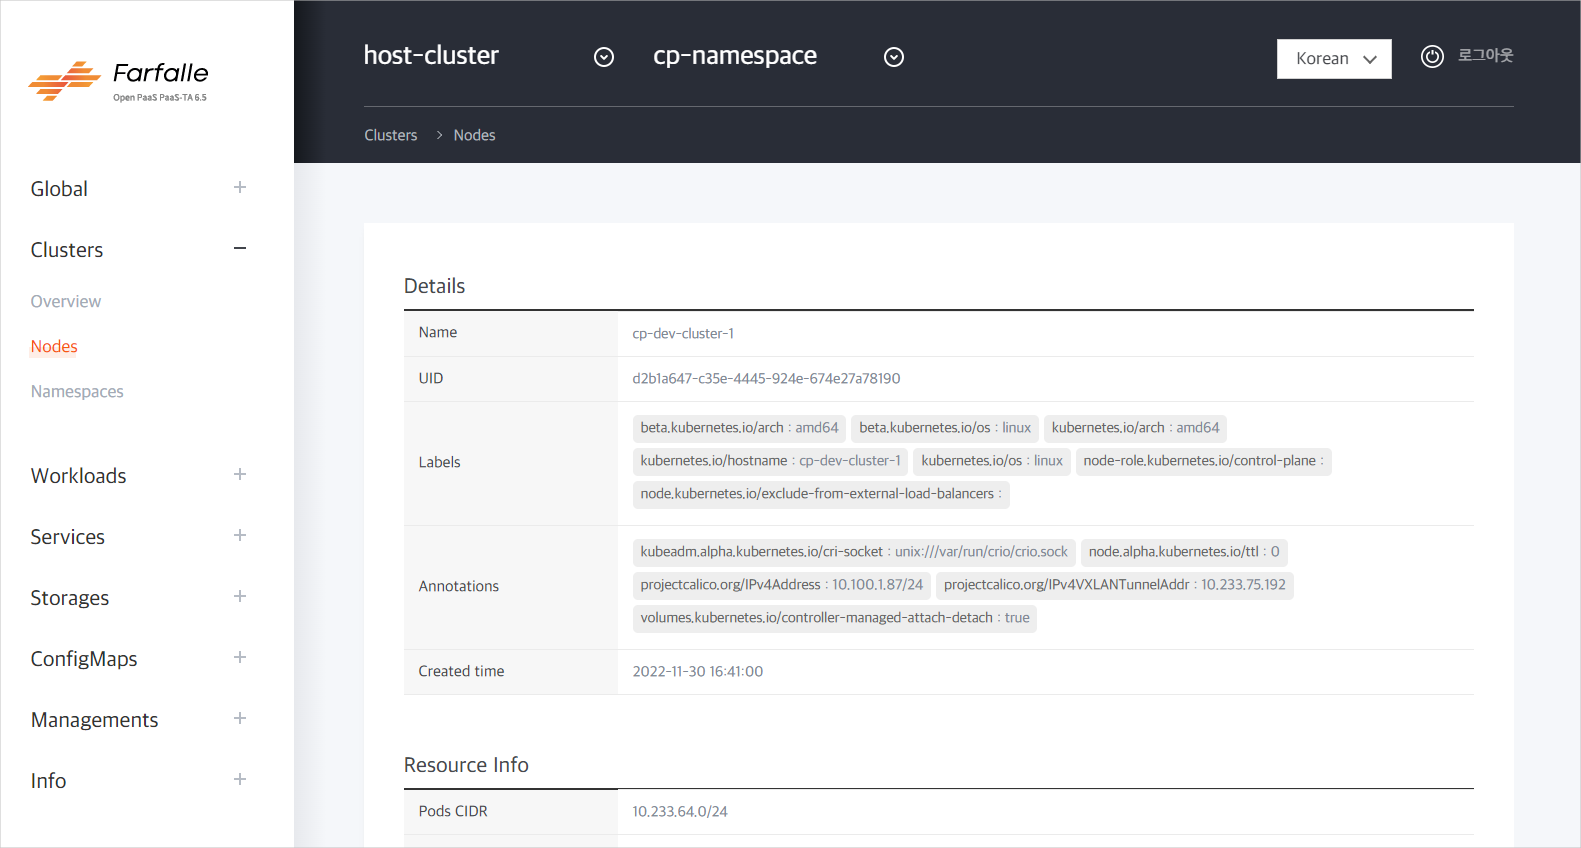 Farfalle
Open PaaS PaaS-TA 6.5
host-cluster
cp-namespace
Korean
로그아웃
Clusters > Nodes
Global
Clusters
Overview
Nodes
Namespaces
Workloads
Services
Storages
ConfigMaps
Managements
Info
Details
Name cp-dev-cluster-1
UID d2b1a647-c35e-4445-924e-674e27a78190
Labels
beta.kubernetes.io/arch : amd64 beta.kubernetes.io/os : linux kubernetes.io/arch : amd64
kubernetes.io/hostname : cp-dev-cluster-1 kubernetes.io/os : linux node-role.kubernetes.io/control-plane :
node.kubernetes.io/exclude-from-external-load-balancers :
Annotations
kubeadm.alpha.kubernetes.io/cri-socket : unix:///var/run/crio/crio.sock node.alpha.kubernetes.io/ttl : 0
projectcalico.org/IPv4Address : 10.100.1.87/24 projectcalico.org/IPv4VXLANTunnelAddr : 10.233.75.192
volumes.kubernetes.io/controller-managed-attach-detach : true
Created time 2022-11-30 16:41:00
Resource Info
Pods CIDR 10.233.64.0/24